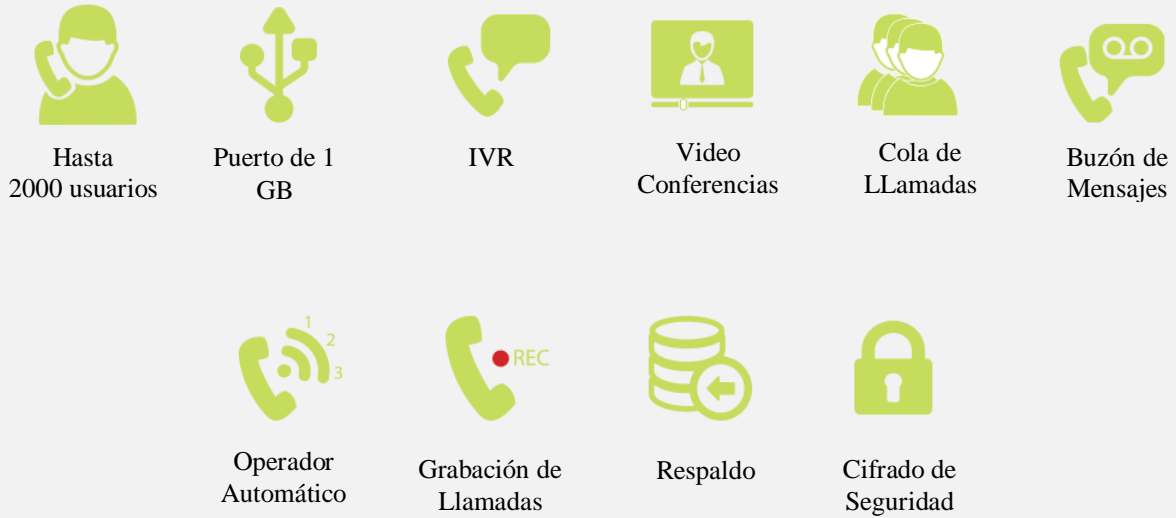 Hasta
2000 usuarios
Puerto de 1
GB
IVR
Video
Conferencias
Cola de
LLamadas
Buzón de
Mensajes
1
2
3
REC
Operador
Automático
Grabación de
Llamadas
Respaldo
Cifrado de
Seguridad